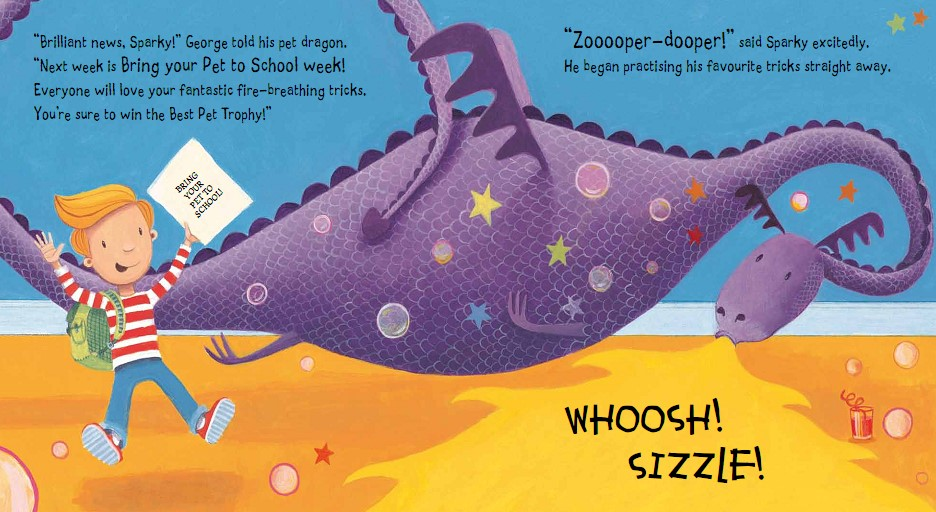 “Brilliant news, Sparky!” George told his pet dragon.
“Next week is Bring your Pet to School week!
Everyone will love your fantastic fire-breathing tricks.
You’re sure to win the Best Pet Trophy!”
“Zooooper-dooper!” said Sparky excitedly.
He began practising his favourite tricks straight away.
BRING
YOUR
PET TO
SCHOOL!
WHOOSH!
SIZZLE!